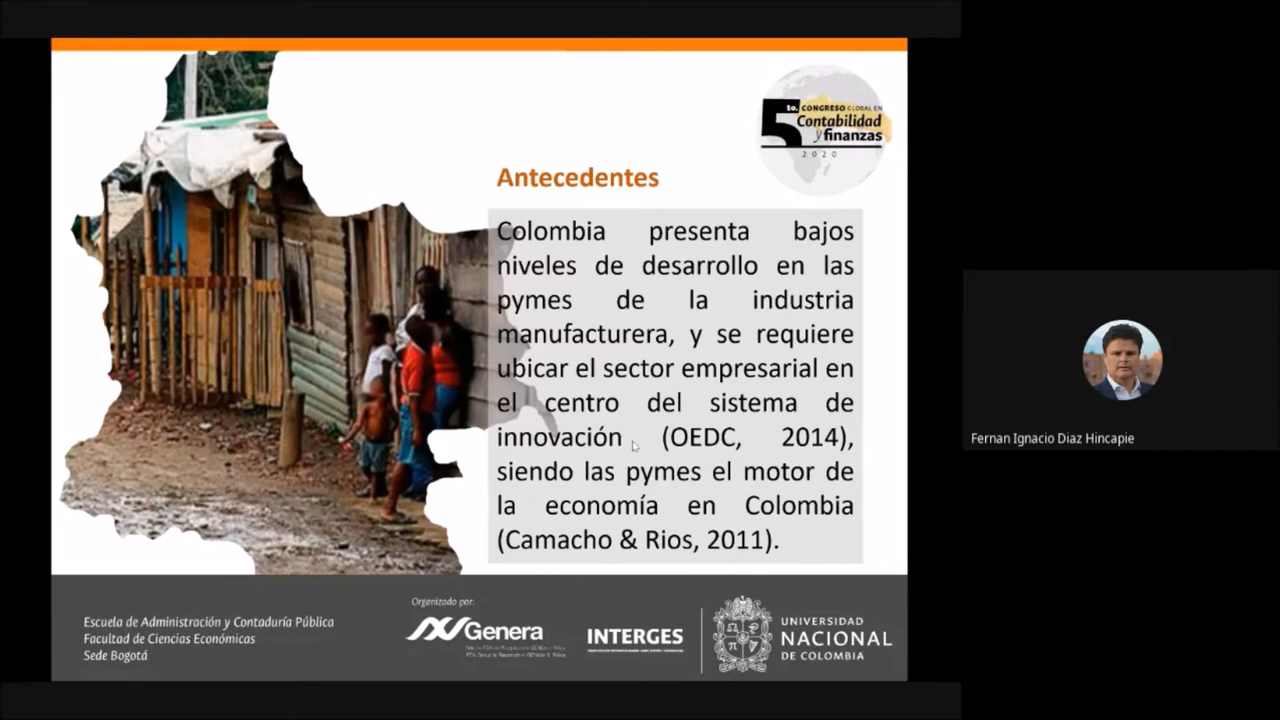 5to. CONGRESO GLOBAL EN
Contabilidad
y finanzas
2020
Antecedentes
Colombia presenta bajos
niveles de desarrollo en las
pymes de la industria
manufacturera, y se requiere
ubicar el sector empresarial en
el centro del sistema de
innovación (OEDC, 2014),
siendo las pymes el motor de
la economía en Colombia
(Camacho & Rios, 2011).
Fernan Ignacio Diaz Hincapie
Escuela de Administración y Contaduría Pública
Facultad de Ciencias Económicas
Sede Bogotá
Organizado por:
Genera
INTERGES
UNIVERSIDAD
NACIONAL
DE COLOMBIA